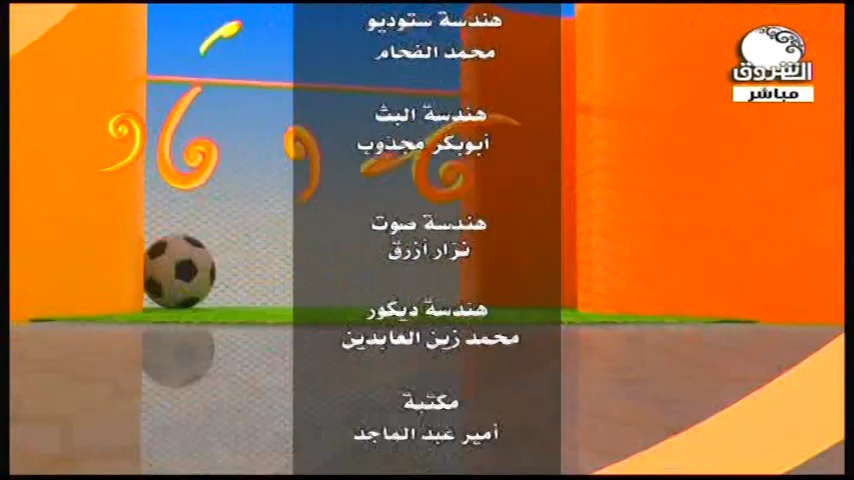 هندسة ستوديو
محمد الفحام
هندسة البث
أبوبكر مجذوب
هندسة صوت
نزار أزرق
هندسة ديكور
محمد زين العابدين
مكتبة
أمير عبد الماجد
الشروق
مباشر